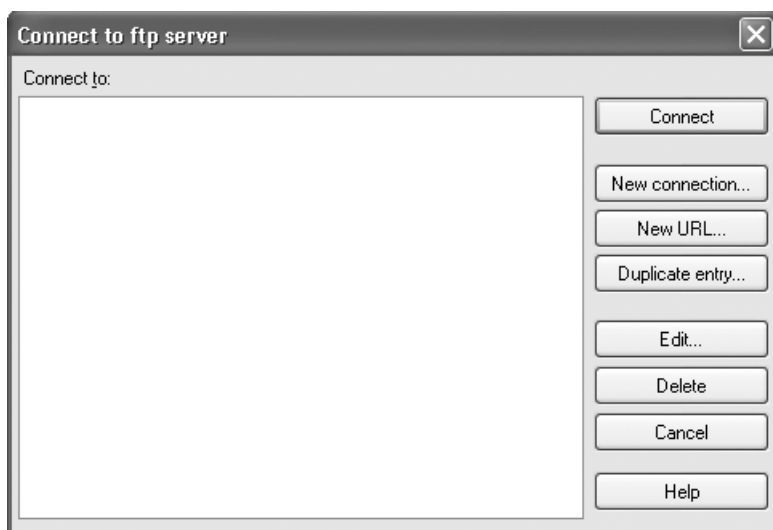 Connect to ftp server
Connect to:
Connect
New connection...
New URL...
Duplicate entry...
Edit...
Delete
Cancel
Help